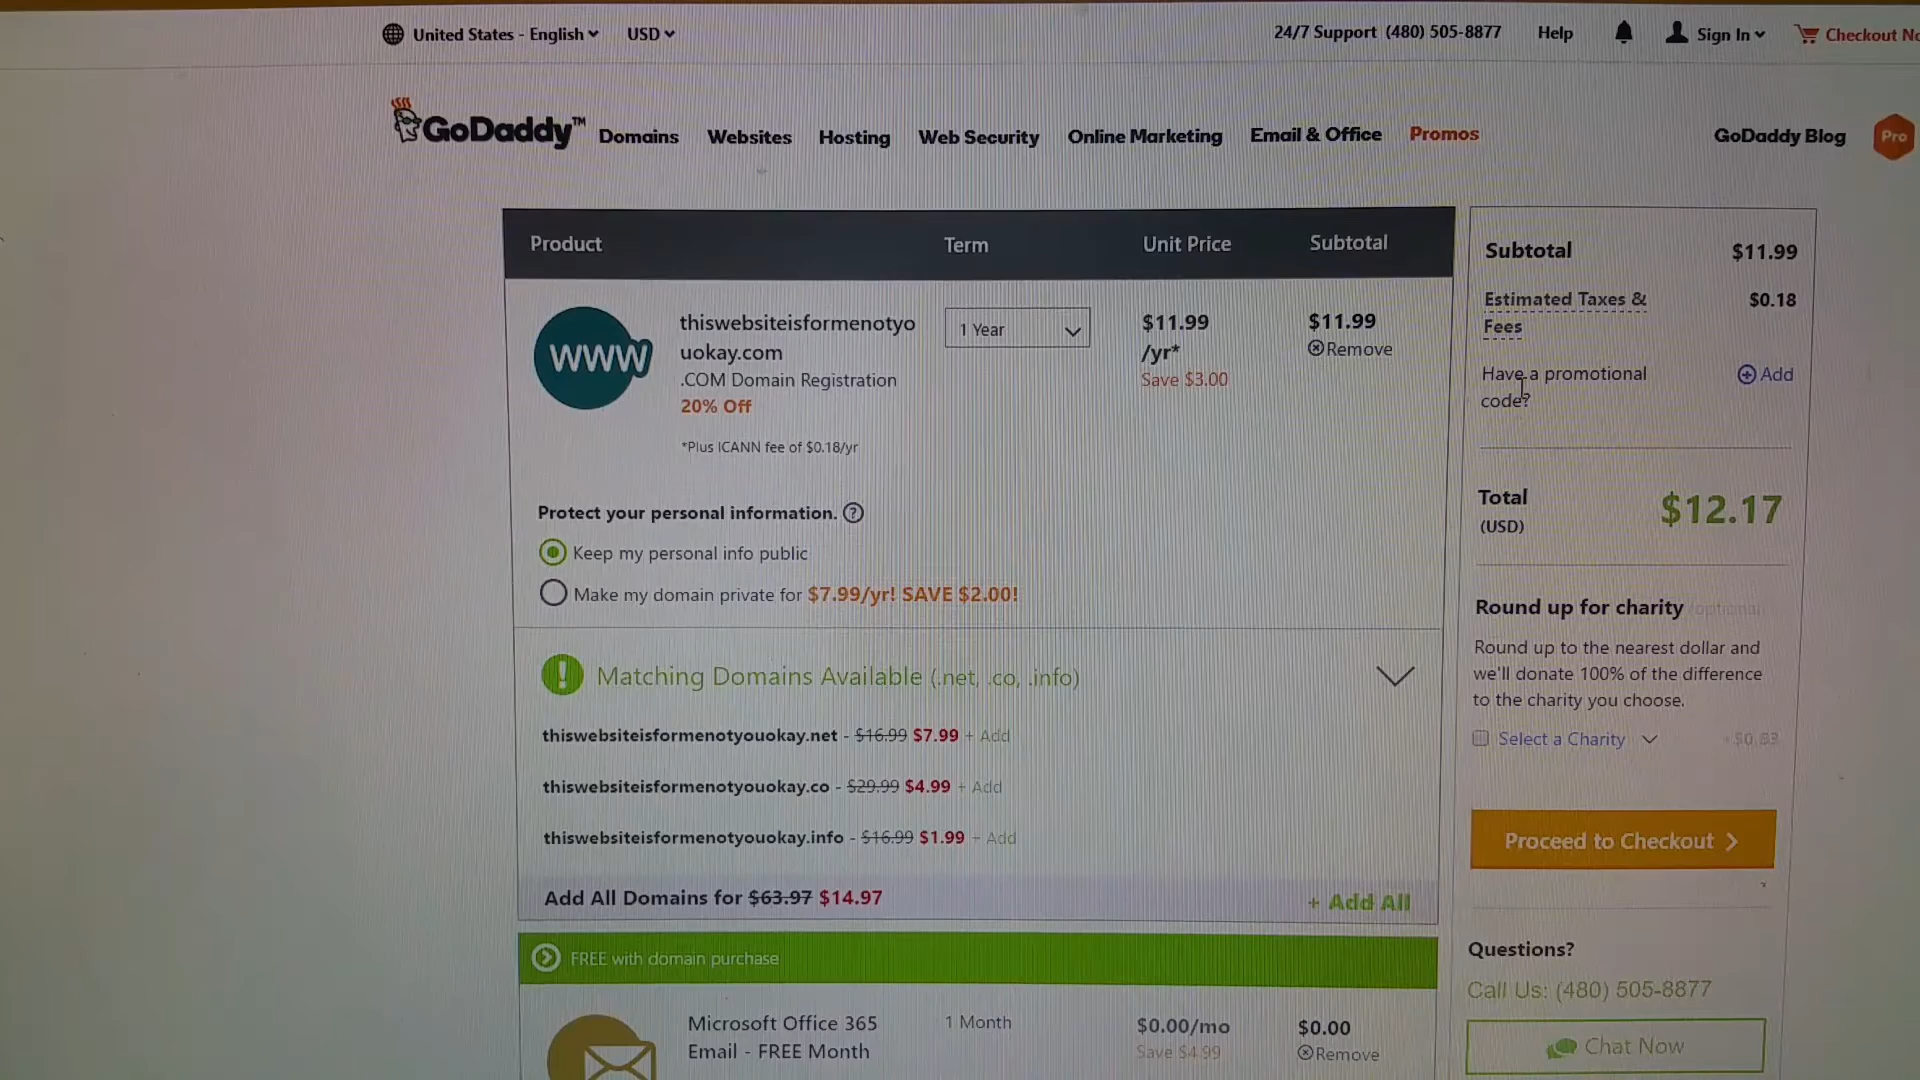 United States - English USD 24/7 Support (480) 505-8877 Help Sign In
GoDaddy™ Domains Websites Hosting Web Security Online Marketing Email & Office Promos GoDaddy Blog Pro
Product Term Unit Price Subtotal
www
thiswebsiteisformenotyo
uokay.com
.COM Domain Registration
20% Off
*Plus ICANN fee of $0.18/yr
1 Year
$11.99
/yr*
Save $3.00
$11.99
Remove
Protect your personal information. ?
Keep my personal info public
Make my domain private for $7.99/yr! SAVE $2.00!
! Matching Domains Available (.net, .co, .info)
thiswebsiteisformenotyouokay.net - $16.99 $7.99 + Add
thiswebsiteisformenotyouokay.co - $29.99 $4.99 + Add
thiswebsiteisformenotyouokay.info - $16.99 $1.99 + Add
Add All Domains for $63.97 $14.97 + Add All
FREE with domain purchase
Microsoft Office 365
Email - FREE Month
1 Month
$0.00/mo
Save $4.99
$0.00
Remove
Subtotal $11.99
Estimated Taxes & $0.18
Fees
Have a promotional Add
code?
Total $12.17
(USD)
Round up for charity (optional)
Round up to the nearest dollar and
we'll donate 100% of the difference
to the charity you choose.
Select a Charity + $0.83
Proceed to Checkout
Questions?
Call Us: (480) 505-8877
Chat Now
Checkout